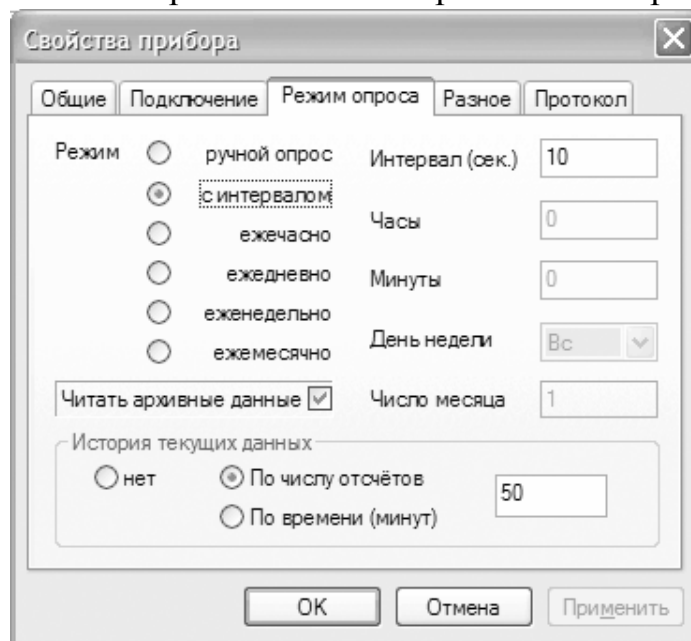 Свойства прибора
Общие Подключение Режим опроса Разное Протокол
Режим ручной опрос Интервал (сек.) 10
с интервалом
ежечасно Часы 0
ежедневно Минуты 0
еженедельно День недели Вс
ежемесячно
Читать архивные данные Число месяца 1
История текущих данных
нет По числу отсчётов 50
По времени (минут)
OK Отмена Применить